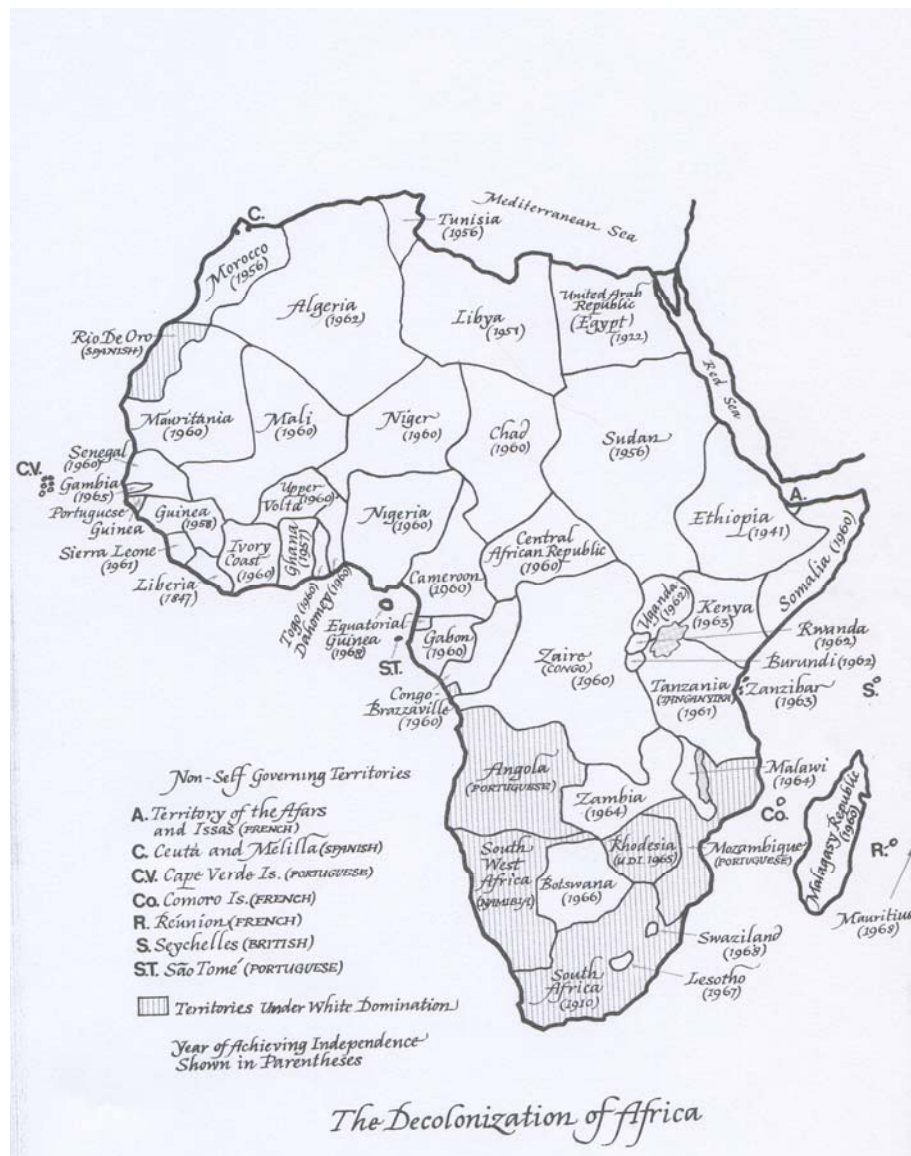 C.
Tunisia
(1956)
Mediterranean Sea
Morocco
(1956)
Algeria
(1962)
Libya
(1951)
United Arab
Republic
(Egypt)
(1922)
Rio De Oro
(SPANISH)
Red Sea
Mauritania
(1960)
Mali
(1960)
Niger
(1960)
Chad
(1960)
Sudan
(1956)
Senegal
(1960)
C.V.
Gambia
(1965)
Portuguese
Guinea
Guinea
(1958)
Upper
Volta (1960)
Nigeria
(1960)
A.
Ethiopia
(1941)
Somalia (1960)
Sierra Leone
(1961)
Ivory
Coast
(1960)
Ghana
(1957)
Central
African Republic
(1960)
Liberia
(1847)
Togo (1960)
Dahomey (1960)
Cameroon
(1960)
Equatorial
Guinea
(1968)
Gabon
(1960)
S.T.
Uganda
(1962)
Kenya
(1963)
Rwanda
(1962)
Zaire
(CONGO)
(1960)
Burundi (1962)
Congo-
Brazzaville
(1960)
Tanzania
(TANGANYIKA)
(1961)
Zanzibar
(1963)
S.
Angola
(PORTUGUESE)
Zambia
(1964)
Malawi
(1964)
Co.
Malagasy Republic
(1960)
R.
Mauritius
(1968)
South
West
Africa
(NAMIBIA)
Rhodesia
(U.D.I. 1965)
Mozambique
(PORTUGUESE)
Botswana
(1966)
Swaziland
(1968)
Lesotho
(1967)
South
Africa
(1910)
Non-Self Governing Territories
A. Territory of the Afars
and Issas (FRENCH)
C. Ceuta and Melilla (SPANISH)
C.V. Cape Verde Is. (PORTUGUESE)
Co. Comoro Is. (FRENCH)
R. Réunion (FRENCH)
S. Seychelles (BRITISH)
S.T. São Tomé (PORTUGUESE)
Territories Under White Domination
Year of Achieving Independence
Shown in Parentheses
The Decolonization of Africa